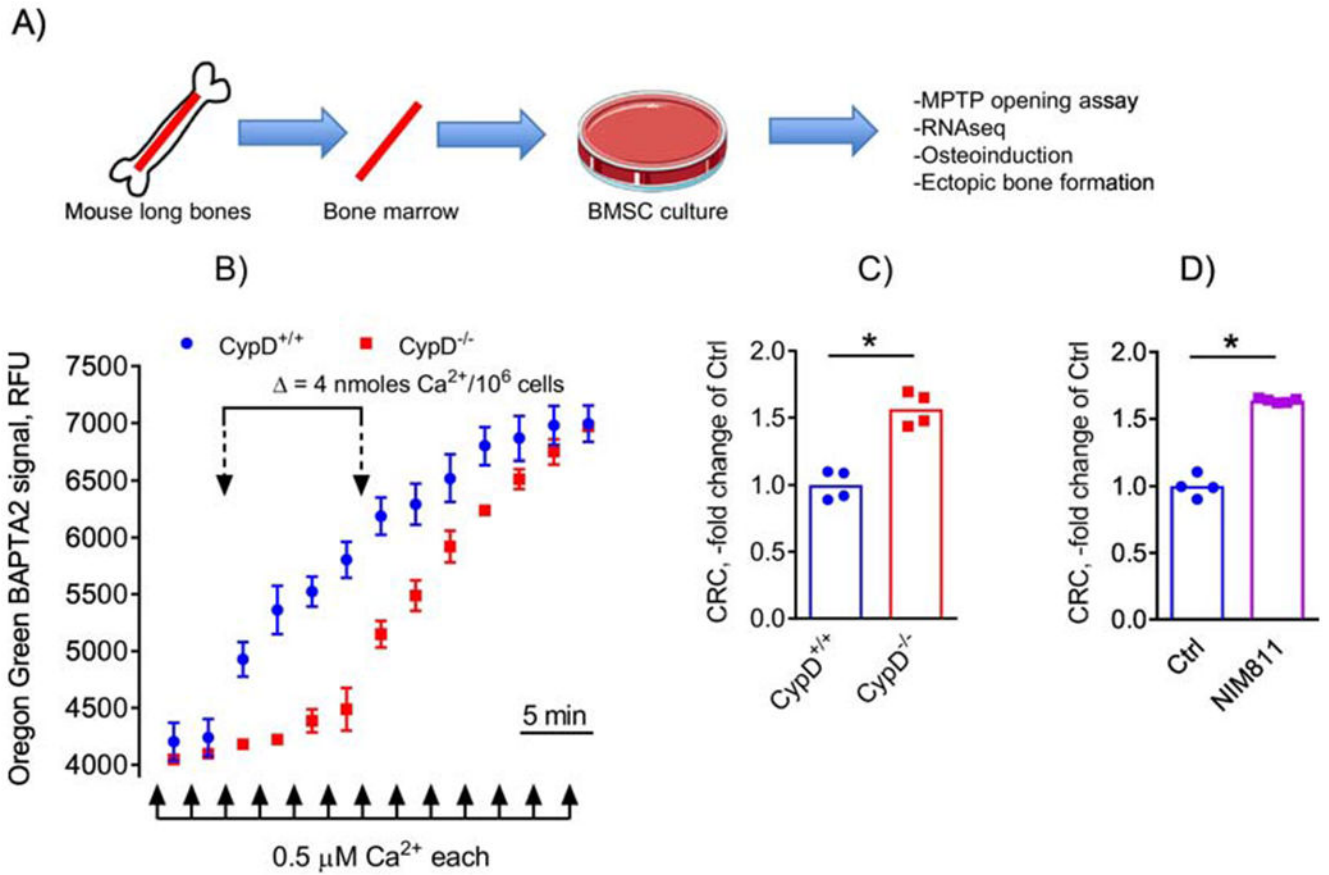 A)
Mouse long bones
Bone marrow
BMSC culture
-MPTP opening assay
-RNAseq
-Osteoinduction
-Ectopic bone formation
B)
Oregon Green BAPTA2 signal, RFU
CypD+/+
CypD-/-
Δ = 4 nmoles Ca2+/10⁶ cells
7500
7000
6500
6000
5500
5000
4500
4000
5 min
0.5 μM Ca2+ each
C)
CRC, -fold change of Ctrl
2.0
1.5
1.0
0.5
0.0
*
CypD+/+
CypD-/-
D)
CRC, -fold change of Ctrl
2.0
1.5
1.0
0.5
0.0
*
Ctrl
NIM811